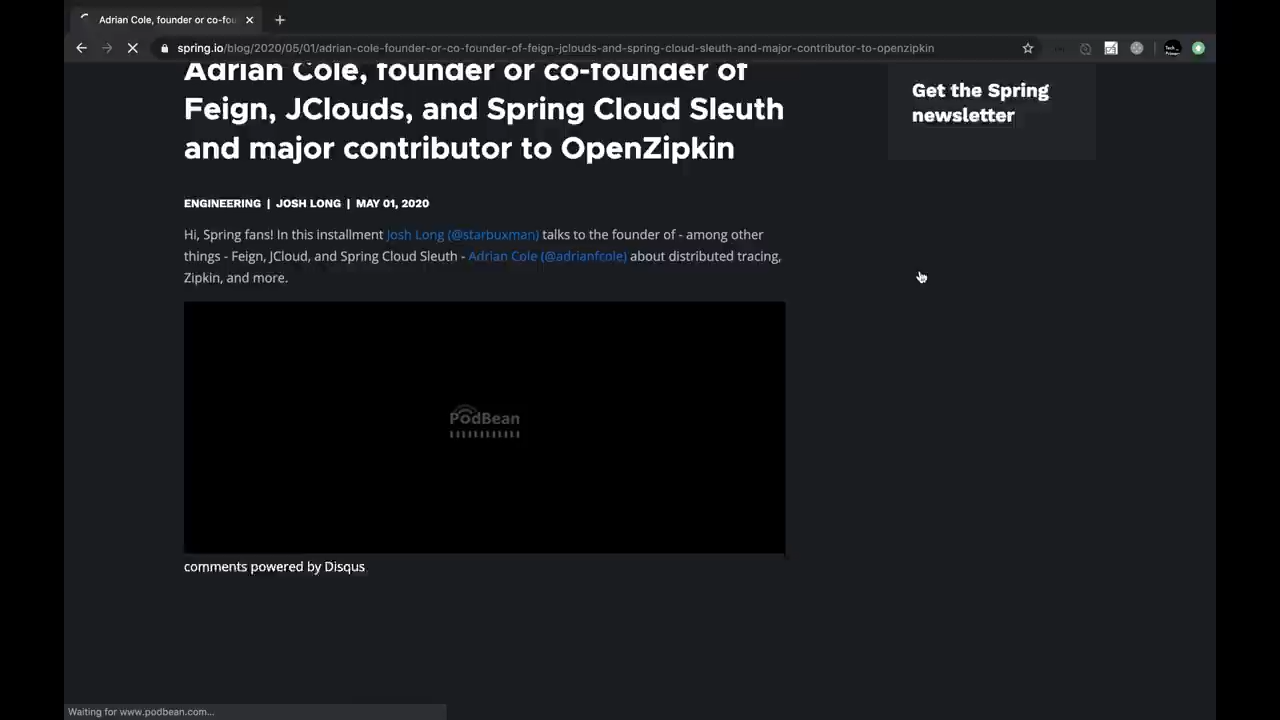 Adrian Cole, founder or co-fou
spring.io/blog/2020/05/01/adrian-cole-founder-or-co-founder-of-feign-jclouds-and-spring-cloud-sleuth-and-major-contributor-to-openzipkin
Adrian Cole, founder or co-founder of
Feign, JClouds, and Spring Cloud Sleuth
and major contributor to OpenZipkin
Get the Spring
newsletter
ENGINEERING | JOSH LONG | MAY 01, 2020
Hi, Spring fans! In this installment Josh Long (@starbuxman) talks to the founder of - among other
things - Feign, JCloud, and Spring Cloud Sleuth - Adrian Cole (@adrianfcole) about distributed tracing,
Zipkin, and more.
PodBean
comments powered by Disqus
Waiting for www.podbean.com...